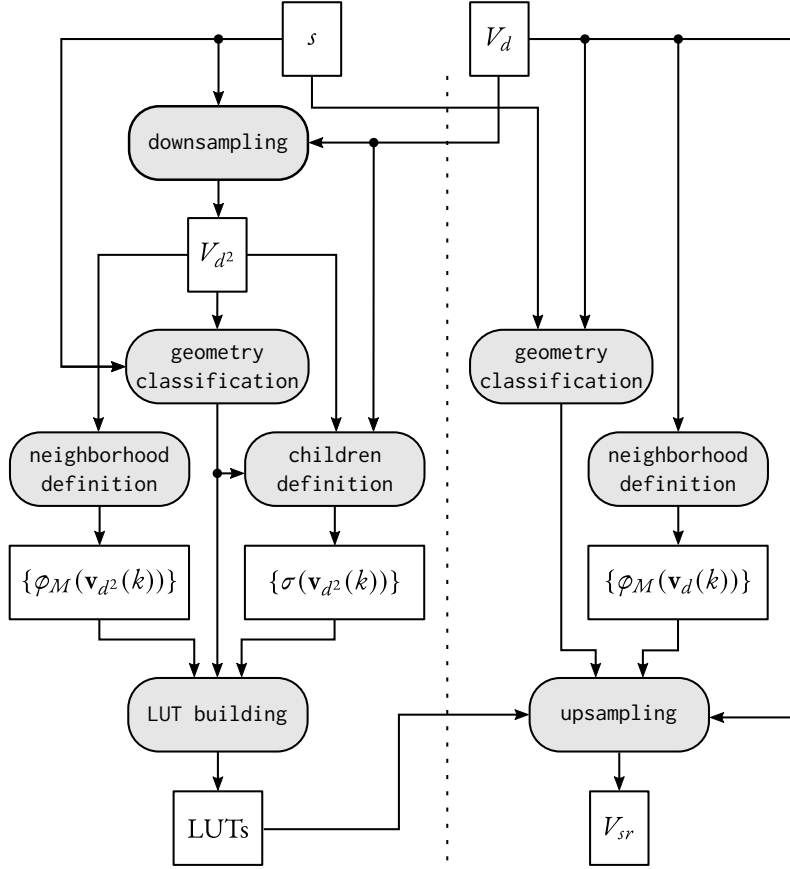 s
V_d
downsampling
V_{d^2}
geometry
classification
geometry
classification
neighborhood
definition
children
definition
neighborhood
definition
{φ_M(v_{d^2}(k))}
{σ(v_{d^2}(k))}
{φ_M(v_d(k))}
LUT building
upsampling
LUTs
V_{sr}